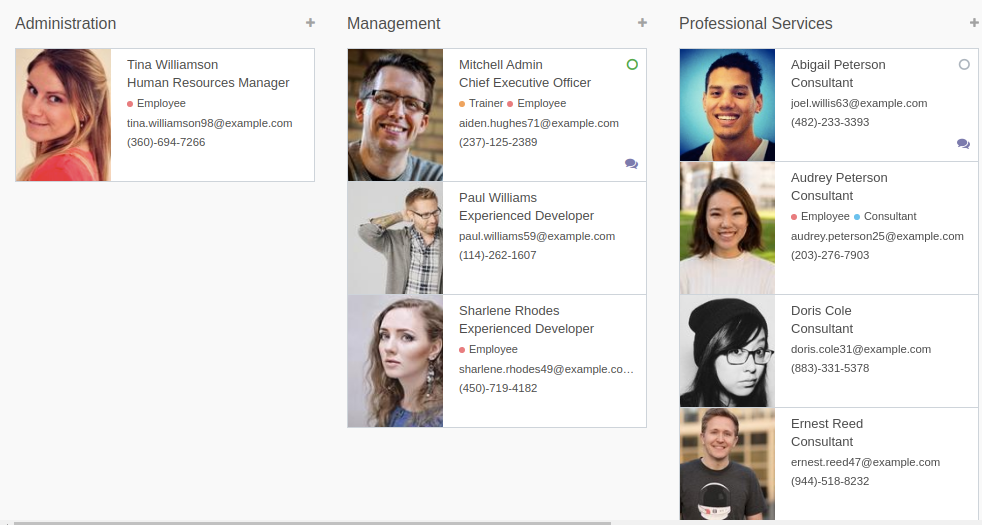 Administration
Tina Williamson
Human Resources Manager
Employee
tina.williamson98@example.com
(360)-694-7266
Management
Mitchell Admin
Chief Executive Officer
Trainer Employee
aiden.hughes71@example.com
(237)-125-2389
Paul Williams
Experienced Developer
paul.williams59@example.com
(114)-262-1607
Sharlene Rhodes
Experienced Developer
Employee
sharlene.rhodes49@example.co…
(450)-719-4182
Professional Services
Abigail Peterson
Consultant
joel.willis63@example.com
(482)-233-3393
Audrey Peterson
Consultant
Employee Consultant
audrey.peterson25@example.com
(203)-276-7903
Doris Cole
Consultant
doris.cole31@example.com
(883)-331-5378
Ernest Reed
Consultant
ernest.reed47@example.com
(944)-518-8232